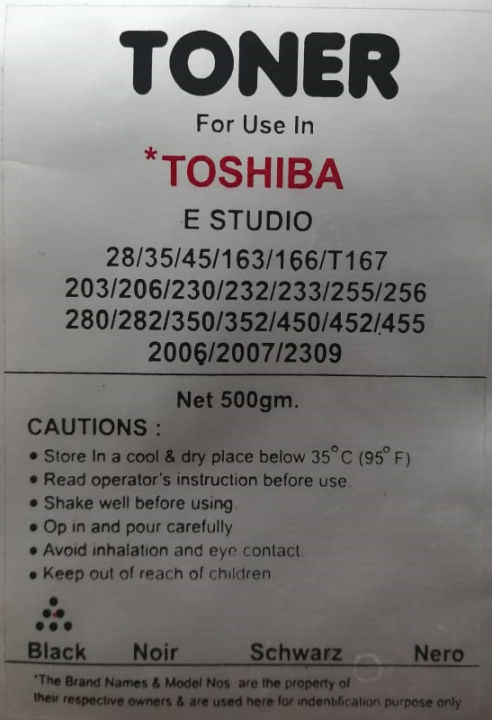 TONER
For Use In
*TOSHIBA
E STUDIO
28/35/45/163/166/T167
203/206/230/232/233/255/256
280/282/350/352/450/452/455
2006/2007/2309
Net 500gm.
CAUTIONS :
• Store In a cool & dry place below 35°C (95°F)
• Read operator's instruction before use.
• Shake well before using.
• Op in and pour carefully
• Avoid inhalation and eye contact.
• Keep out of reach of children.
Black Noir Schwarz Nero
*The Brand Names & Model Nos are the property of
their respective owners & are used here for indentification purpose only